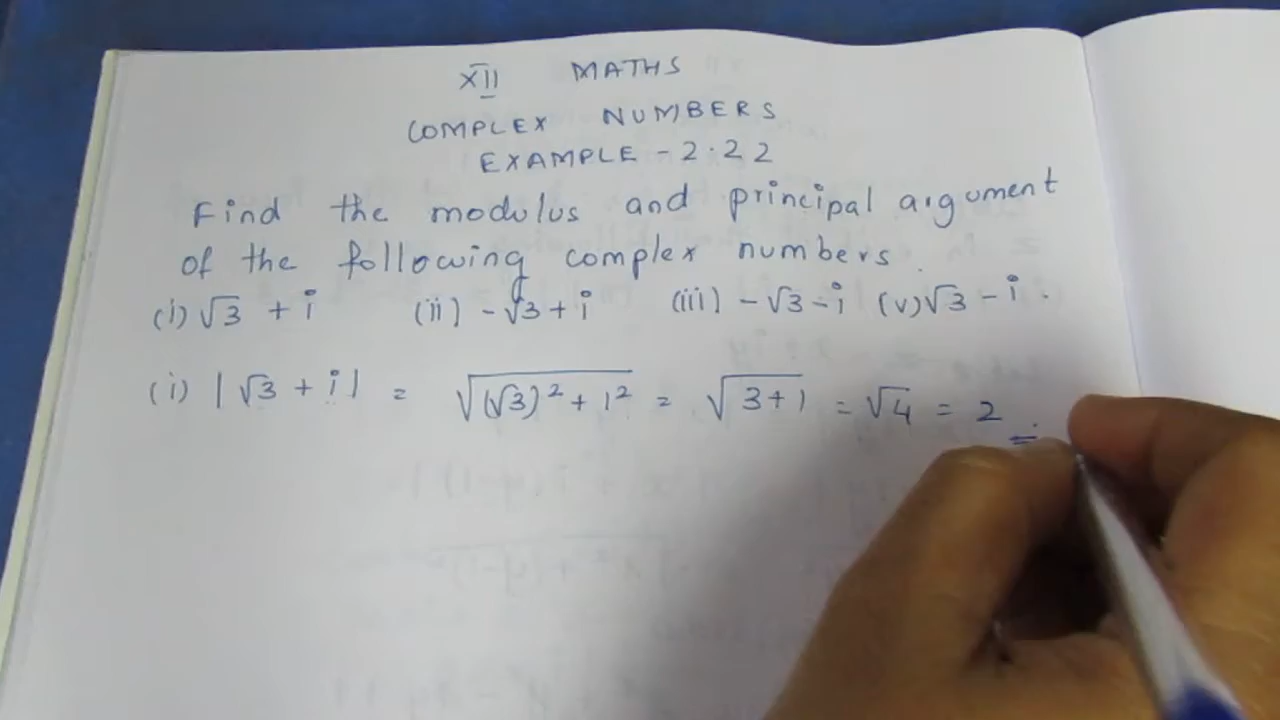 XII MATHS
COMPLEX NUMBERS
EXAMPLE - 2.22
Find the modulus and principal argument
of the following complex numbers.
(i) √3 + i (ii) - √3 + i (iii) - √3 - i (v) √3 - i .
(i) |√3 + i| = √((√3)² + 1²) = √(3+1) = √4 = 2